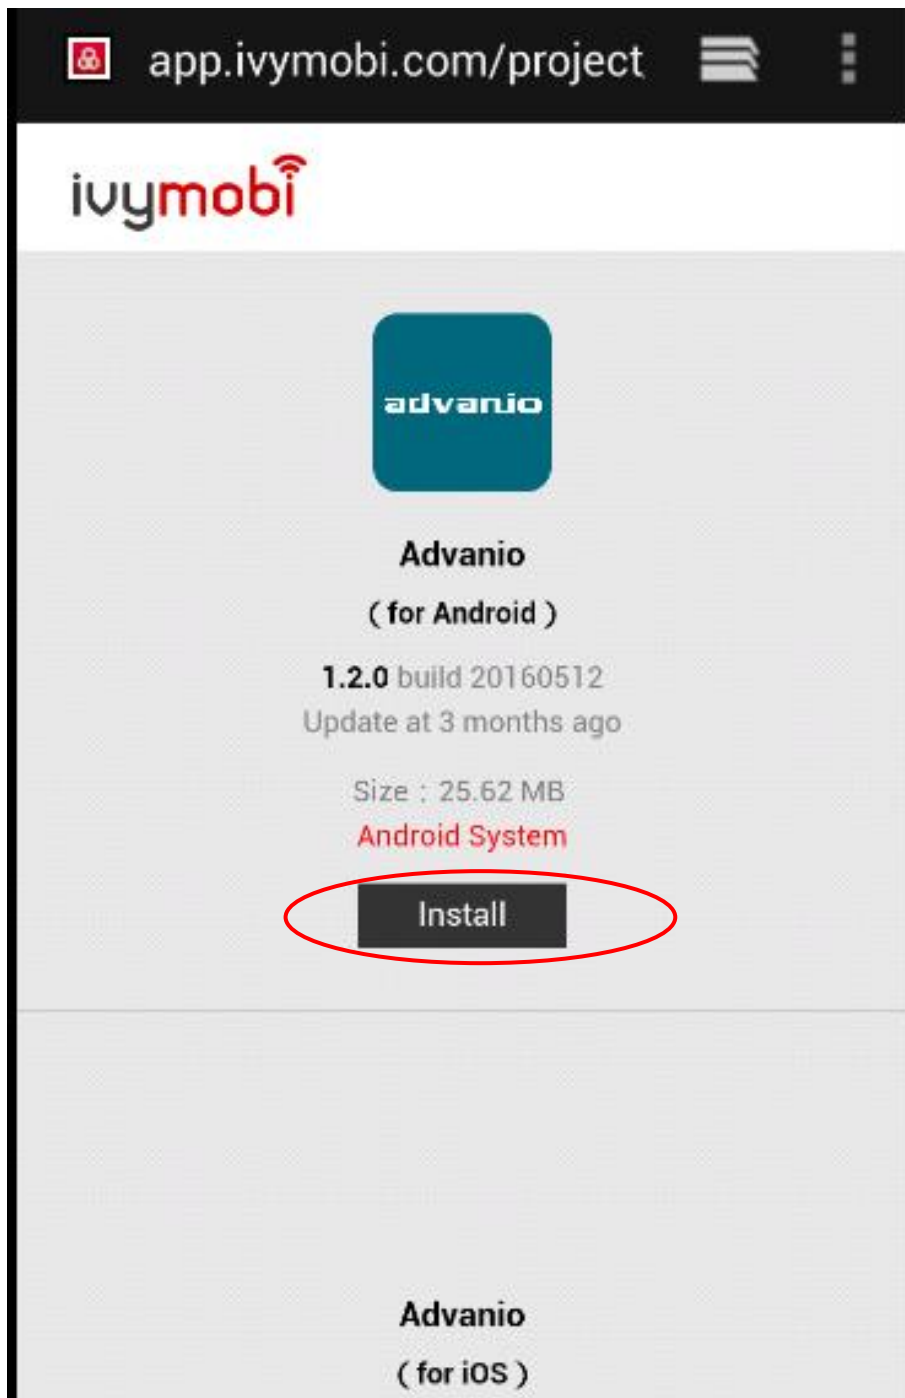 app.ivymobi.com/project
ivymobi
advanio
Advanio
( for Android )
1.2.0 build 20160512
Update at 3 months ago
Size : 25.62 MB
Android System
Install
Advanio
( for iOS )